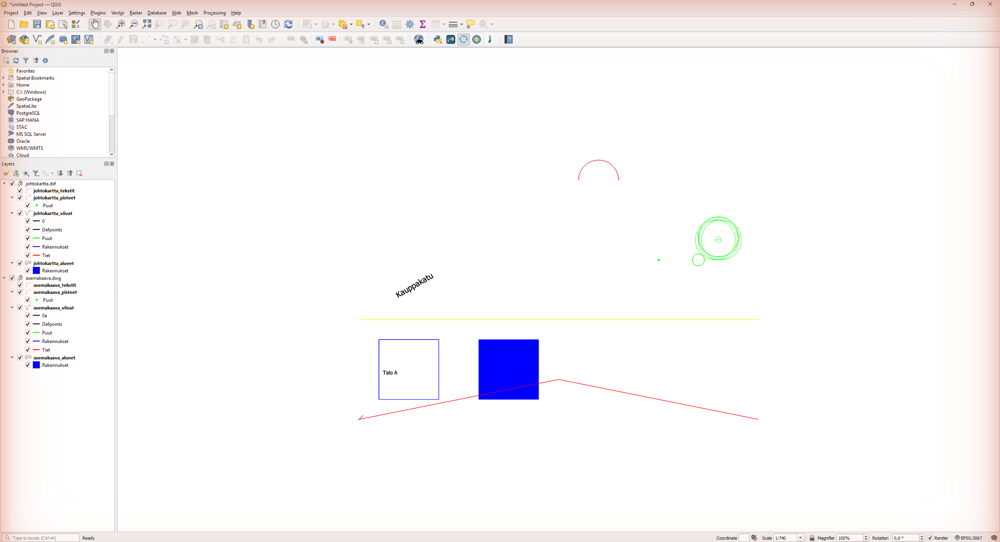 *Untitled Project — QGIS
Project Edit View Layer Settings Plugins Vector Raster Database Web Mesh Processing Help
Browser
Favorites
Spatial Bookmarks
Home
C:\ (Windows)
GeoPackage
SpatiaLite
PostgreSQL
SAP HANA
STAC
MS SQL Server
Oracle
WMS/WMTS
Cloud
Layers
johtokartta.dxf
johtokartta_tekstit
johtokartta_pisteet
Puut
johtokartta_viivat
0
Defpoints
Puut
Rakennukset
Tiet
johtokartta_alueet
Rakennukset
asemakaava.dwg
asemakaava_tekstit
asemakaava_pisteet
Puut
asemakaava_viivat
0a
Defpoints
Puut
Rakennukset
Tiet
asemakaava_alueet
Rakennukset
Kauppakatu
Talo A
Type to locate (Ctrl+K) Ready Coordinate Scale 1:740 Magnifier 100% Rotation 0,0 ° Render EPSG:3067